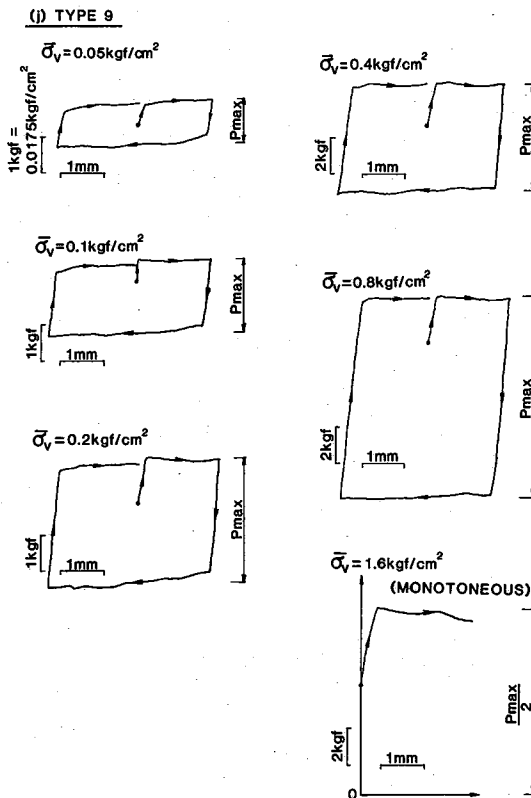 (j) TYPE 9
σ̄v = 0.05kgf/cm²
1kgf =
0.0175kgf/cm²
1mm
Pmax
σ̄v = 0.1kgf/cm²
1kgf
1mm
Pmax
σ̄v = 0.2kgf/cm²
1kgf
1mm
Pmax
σ̄v = 0.4kgf/cm²
2kgf
1mm
Pmax
σ̄v = 0.8kgf/cm²
2kgf
1mm
Pmax
σ̄v = 1.6kgf/cm²
(MONOTONEOUS)
2kgf
1mm
Pmax
2
0